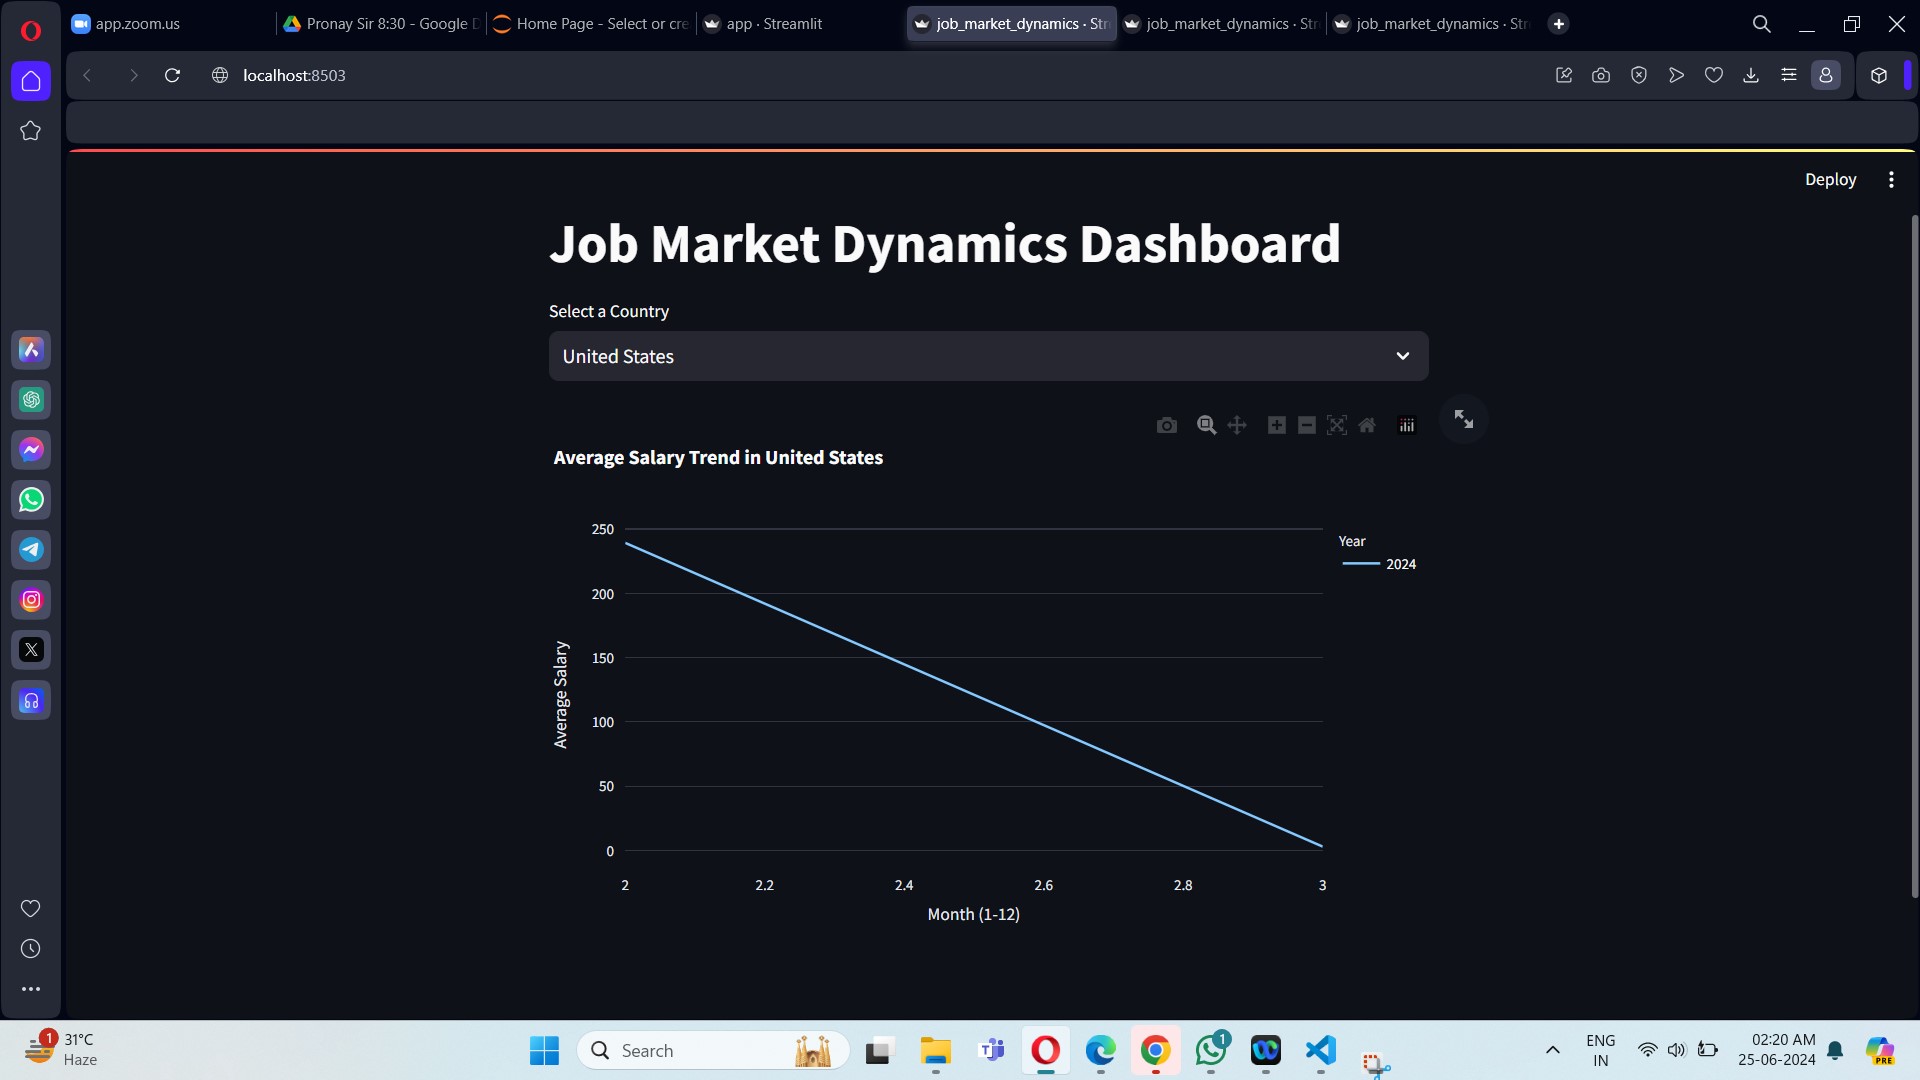 app.zoom.us
Pronay Sir 8:30 - Google D
Home Page - Select or cre
app · Streamlit
job_market_dynamics · Str
job_market_dynamics · Str
job_market_dynamics · Str
localhost:8503
Deploy
Job Market Dynamics Dashboard
Select a Country
United States
Average Salary Trend in United States
250
200
150
100
50
0
Average Salary
2
2.2
2.4
2.6
2.8
3
Month (1-12)
Year
2024
1
31°C
Haze
Search
1
ENG
IN
02:20 AM
25-06-2024
PRE